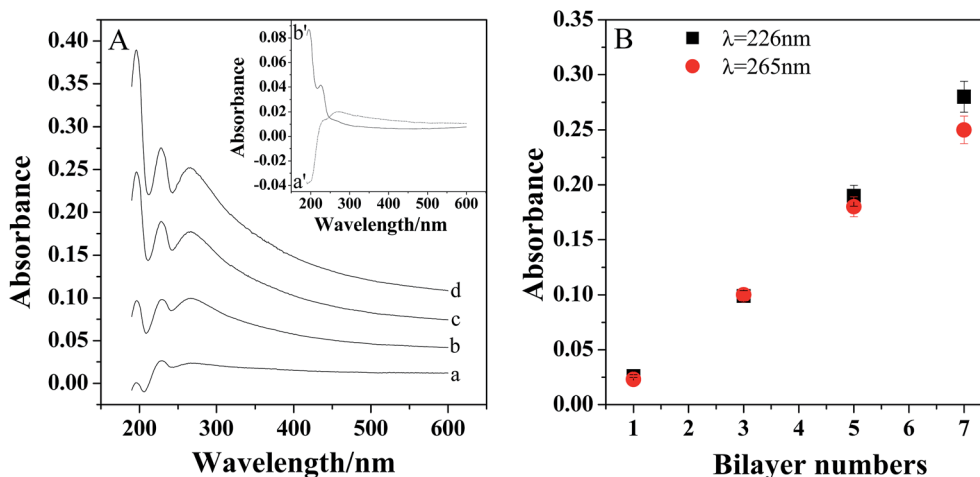 A
Absorbance
0.40
0.35
0.30
0.25
0.20
0.15
0.10
0.05
0.00
200
300
400
500
600
Wavelength/nm
d
c
b
a
b'
a'
Absorbance
0.08
0.06
0.04
0.02
0.00
-0.02
-0.04
200 300 400 500 600
Wavelength/nm
B
λ=226nm
λ=265nm
Absorbance
0.35
0.30
0.25
0.20
0.15
0.10
0.05
0.00
1 2 3 4 5 6 7
Bilayer numbers